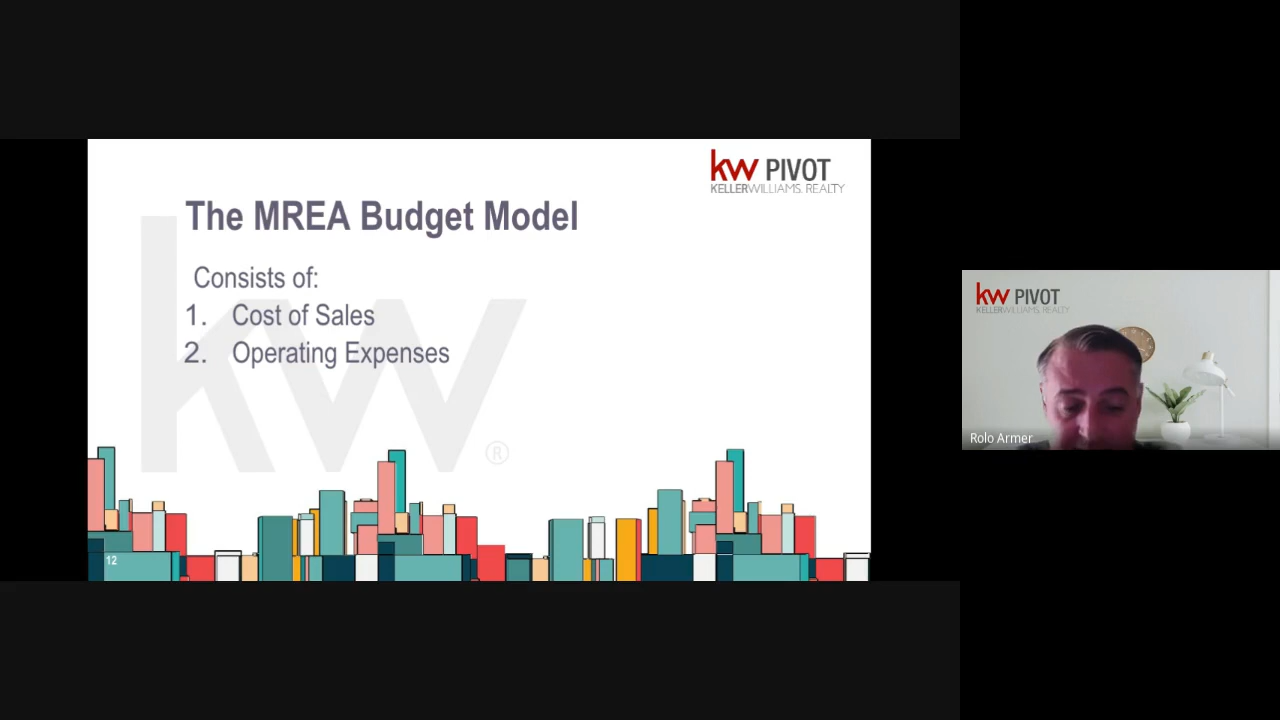 kw PIVOT
KELLERWILLIAMS. REALTY
The MREA Budget Model
Consists of:
1. Cost of Sales
2. Operating Expenses
kw
®
12
kw PIVOT
KELLERWILLIAMS. REALTY
Rolo Armer